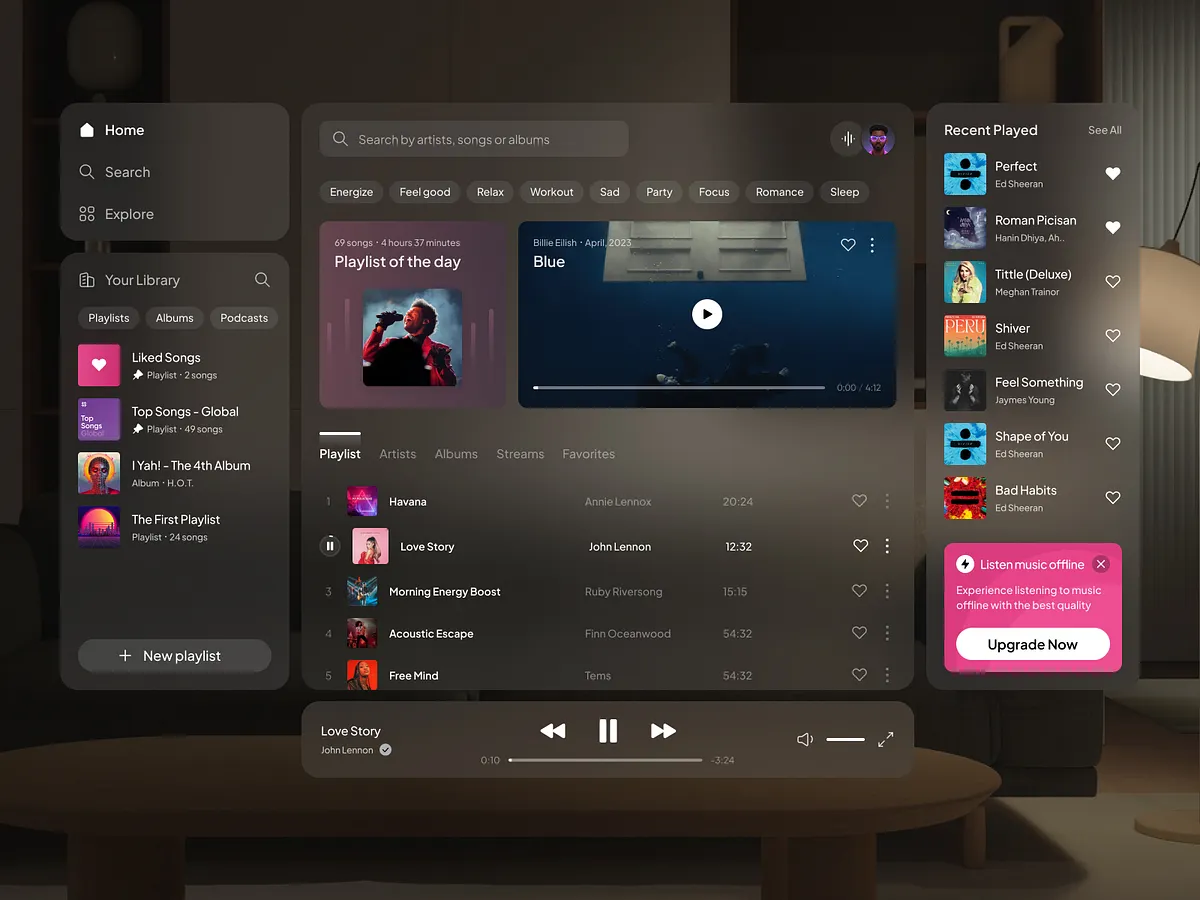 Home
Search
Explore
Your Library
Playlists
Albums
Podcasts
Liked Songs
Playlist · 2 songs
Top Songs Global
Top Songs - Global
Playlist · 49 songs
I Yah! - The 4th Album
Album · H.O.T.
The First Playlist
Playlist · 24 songs
+ New playlist
Search by artists, songs or albums
Energize
Feel good
Relax
Workout
Sad
Party
Focus
Romance
Sleep
69 songs · 4 hours 37 minutes
Playlist of the day
Billie Eilish · April, 2023
Blue
0:00 / 4:12
Playlist
Artists
Albums
Streams
Favorites
1 Havana Annie Lennox 20:24
Love Story John Lennon 12:32
3 Morning Energy Boost Ruby Riversong 15:15
4 Acoustic Escape Finn Oceanwood 54:32
5 Free Mind Tems 54:32
Recent Played
See All
Perfect
Ed Sheeran
Roman Picisan
Hanin Dhiya, Ah..
Tittle (Deluxe)
Meghan Trainor
PERU
Shiver
Ed Sheeran
Feel Something
Jaymes Young
Shape of You
Ed Sheeran
Bad Habits
Ed Sheeran
Listen music offline
Experience listening to music
offline with the best quality
Upgrade Now
Love Story
John Lennon
0:10
-3:24